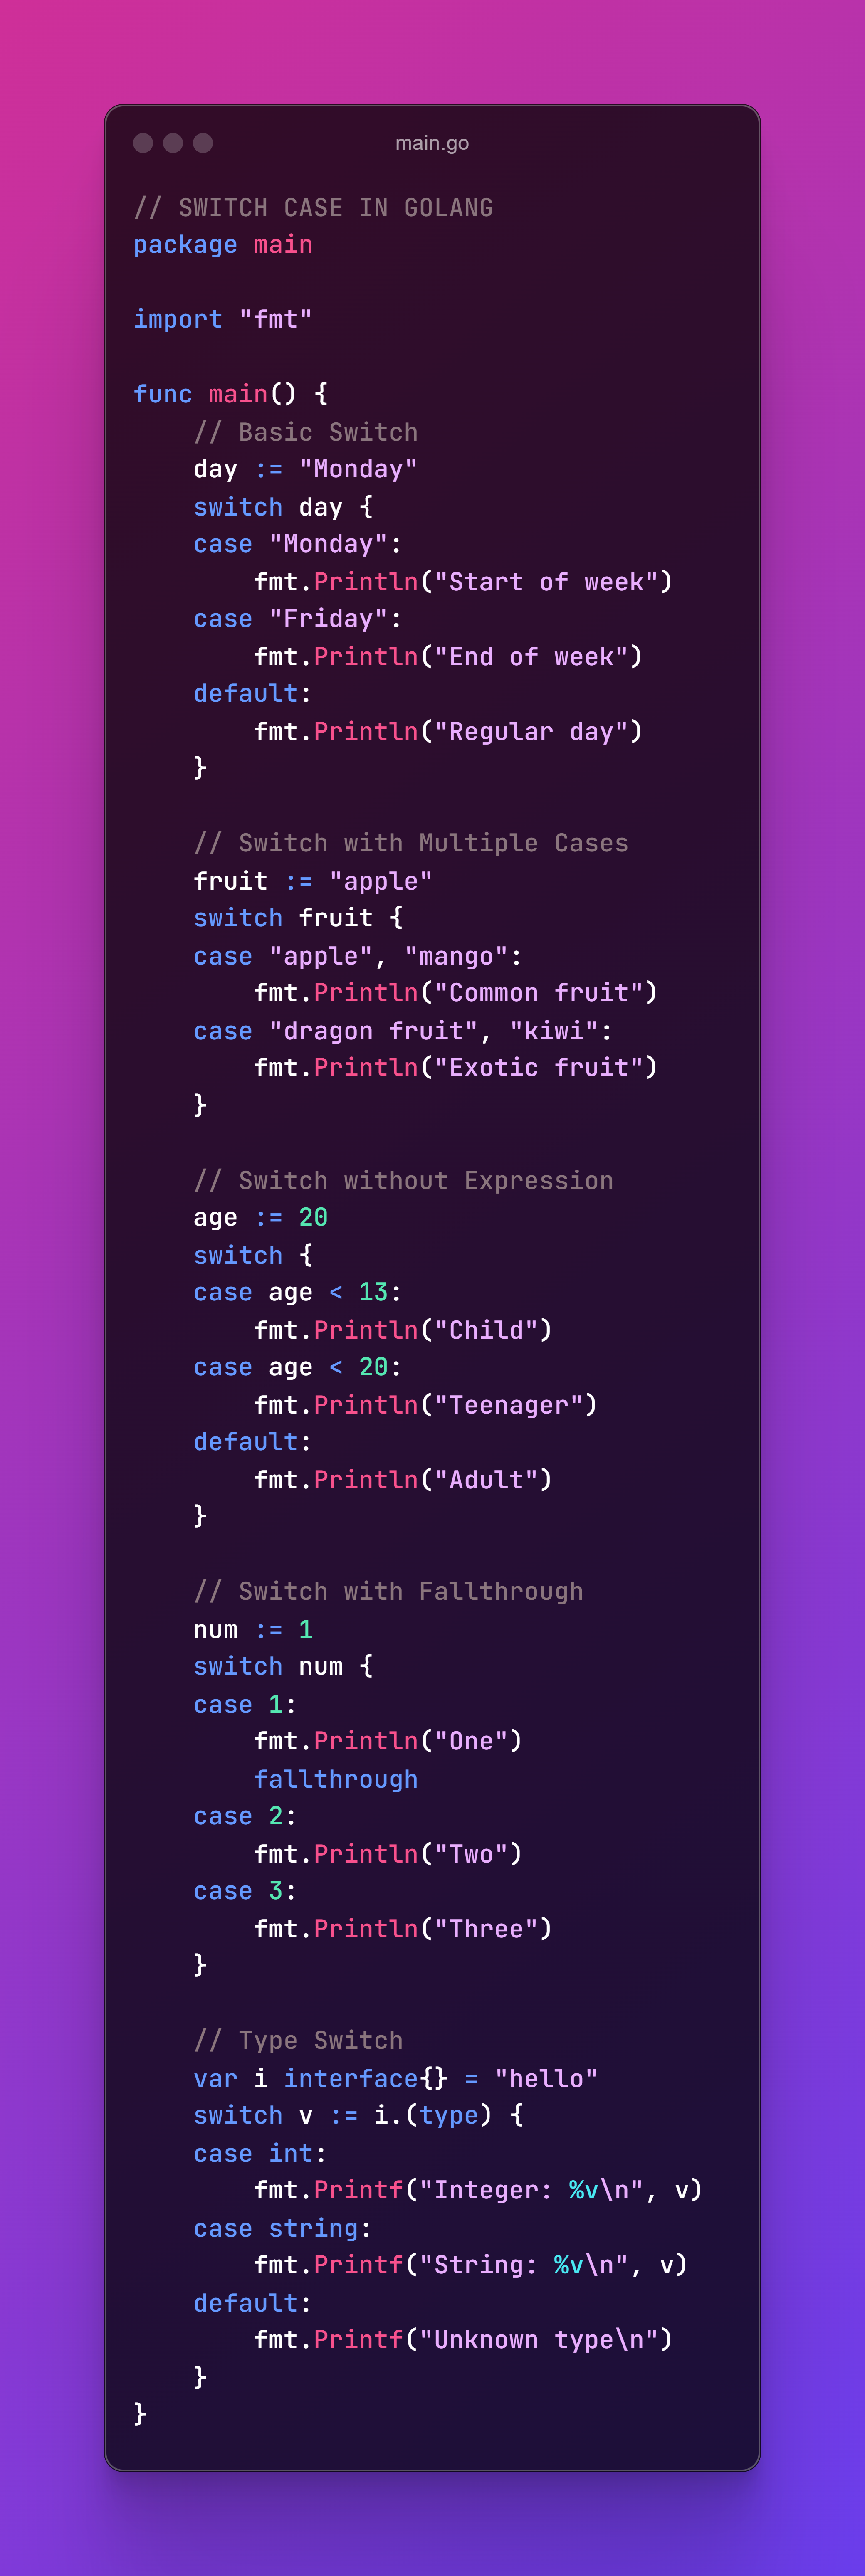 main.go
// SWITCH CASE IN GOLANG
package main

import "fmt"

func main() {
    // Basic Switch
    day := "Monday"
    switch day {
    case "Monday":
        fmt.Println("Start of week")
    case "Friday":
        fmt.Println("End of week")
    default:
        fmt.Println("Regular day")
    }

    // Switch with Multiple Cases
    fruit := "apple"
    switch fruit {
    case "apple", "mango":
        fmt.Println("Common fruit")
    case "dragon fruit", "kiwi":
        fmt.Println("Exotic fruit")
    }

    // Switch without Expression
    age := 20
    switch {
    case age < 13:
        fmt.Println("Child")
    case age < 20:
        fmt.Println("Teenager")
    default:
        fmt.Println("Adult")
    }

    // Switch with Fallthrough
    num := 1
    switch num {
    case 1:
        fmt.Println("One")
        fallthrough
    case 2:
        fmt.Println("Two")
    case 3:
        fmt.Println("Three")
    }

    // Type Switch
    var i interface{} = "hello"
    switch v := i.(type) {
    case int:
        fmt.Printf("Integer: %v\n", v)
    case string:
        fmt.Printf("String: %v\n", v)
    default:
        fmt.Printf("Unknown type\n")
    }
}